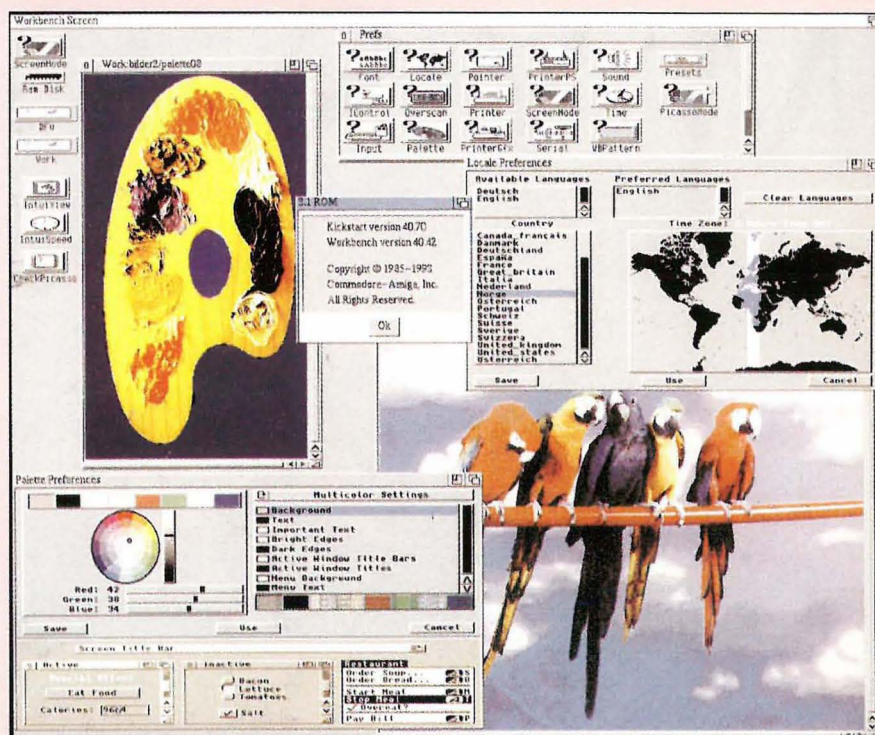 Workbench Screen
ScreenMode
Ram Disk
DF0
Work
IntuiView
IntuiSpeed
CheckPicasso
Work:bilder2/palette08
Prefs
Font
Locale
Pointer
PrinterPS
Sound
Presets
IControl
Overscan
Printer
ScreenMode
Time
PicassoMode
Input
Palette
PrinterGfx
Serial
WBPattern
Locale Preferences
Available Languages
Preferred Languages
Deutsch
English
English
Clear Languages
Country
Time Zone:
Canada_français
Danmark
Deutschland
España
France
Great_britain
Italia
Nederland
Norge
Österreich
Portugal
Schweiz
Suisse
Sverige
Svizzera
United_kingdom
United_states
Österreich
Save
Use
Cancel
3.1 ROM
Kickstart version 40.70
Workbench version 40.42
Copyright © 1985-1993
Commodore-Amiga, Inc.
All Rights Reserved.
Ok
Palette Preferences
Multicolor Settings
Background
Text
Important Text
Bright Edges
Dark Edges
Active Window Title Bars
Active Window Titles
Menu Background
Menu Text
Red: 42
Green: 38
Blue: 34
Save
Use
Cancel
Screen Title Bar
Active
Special Effect
Eat Food
Calories:
Inactive
Bacon
Lettuce
Tomatoes
Salt
Restaurant
Order Soup... S
Order Bread... B
Start Meal M
Stop Meal T
Overeat?
Pay Bill P